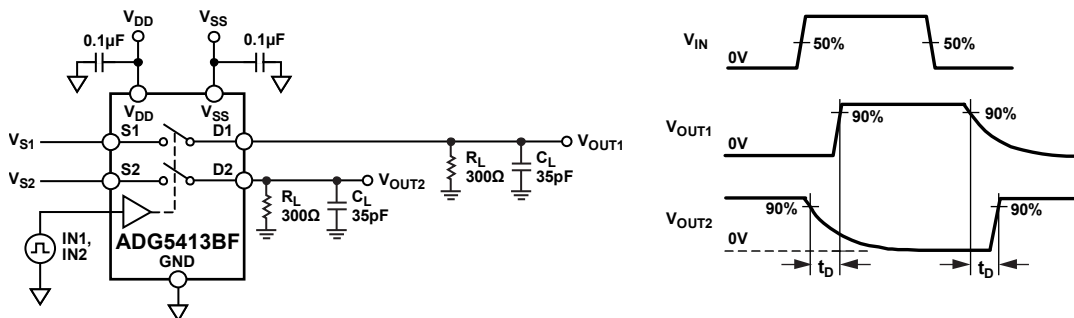 VDD
VSS
0.1µF
0.1µF
VDD
VSS
VS1
S1
D1
VOUT1
VS2
S2
D2
VOUT2
RL
300Ω
CL
35pF
RL
300Ω
CL
35pF
IN1,
IN2
ADG5413BF
GND
VIN
0V
50%
50%
VOUT1
0V
90%
90%
VOUT2
90%
90%
0V
tD
tD